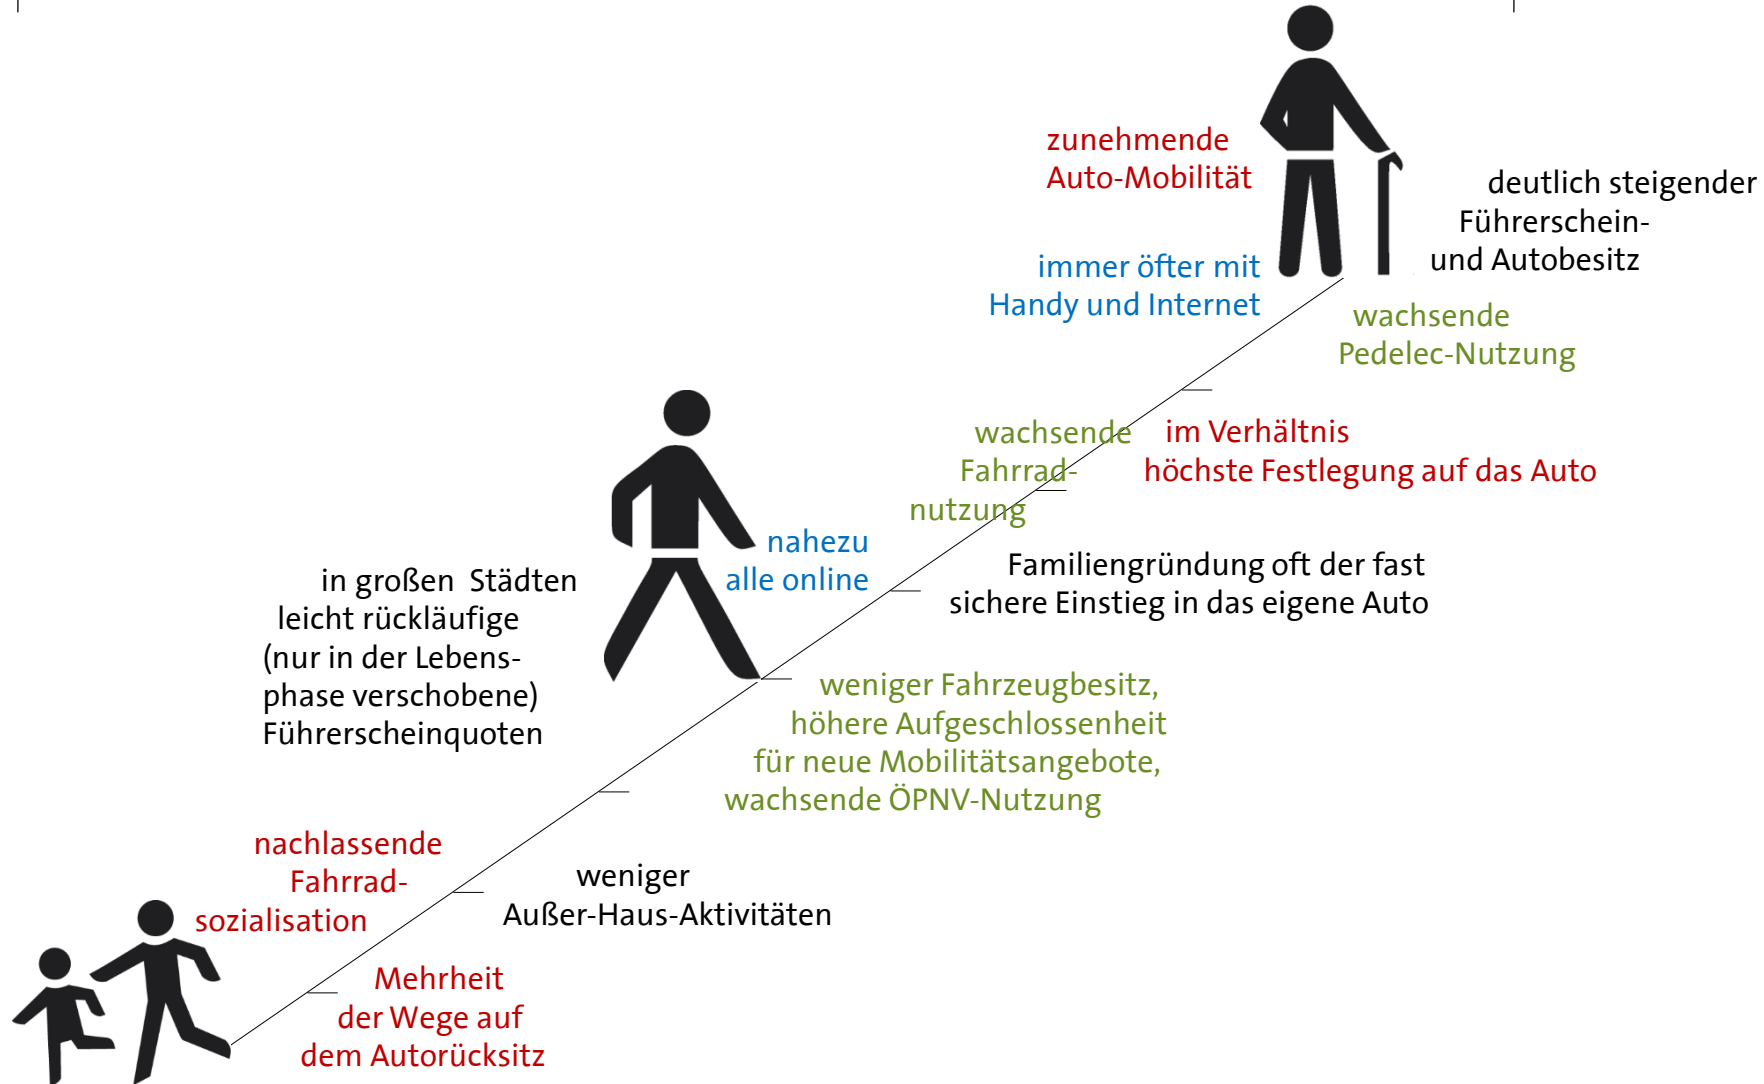 zunehmende
Auto-Mobilität
deutlich steigender
Führerschein-
und Autobesitz
immer öfter mit
Handy und Internet
wachsende
Pedelec-Nutzung
wachsende
Fahrrad-
nutzung
im Verhältnis
höchste Festlegung auf das Auto
nahezu
alle online
Familiengründung oft der fast
sichere Einstieg in das eigene Auto
in großen Städten
leicht rückläufige
(nur in der Lebens-
phase verschobene)
Führerscheinquoten
weniger Fahrzeugbesitz,
höhere Aufgeschlossenheit
für neue Mobilitätsangebote,
wachsende ÖPNV-Nutzung
nachlassende
Fahrrad-
sozialisation
weniger
Außer-Haus-Aktivitäten
Mehrheit
der Wege auf
dem Autorücksitz